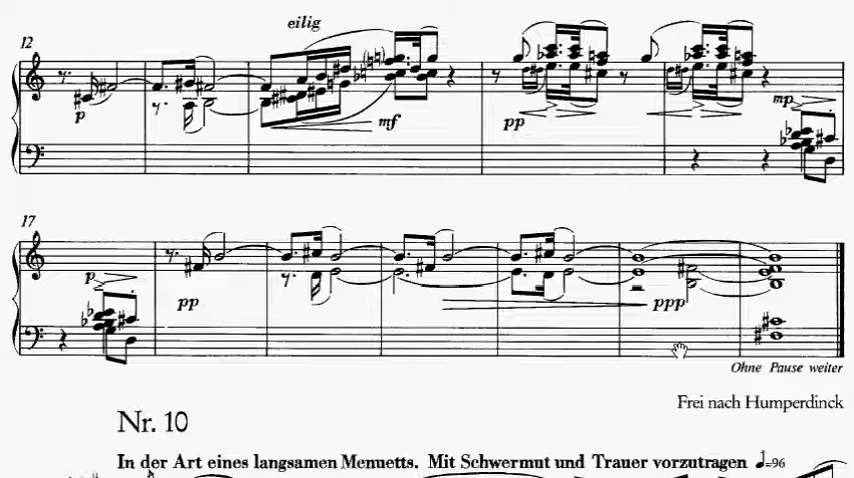 12
eilig
p
mf
pp
mp
17
p
pp
ppp
Ohne Pause weiter
Frei nach Humperdinck
Nr. 10
In der Art eines langsamen Menuetts. Mit Schwermut und Trauer vorzutragen ♩=96